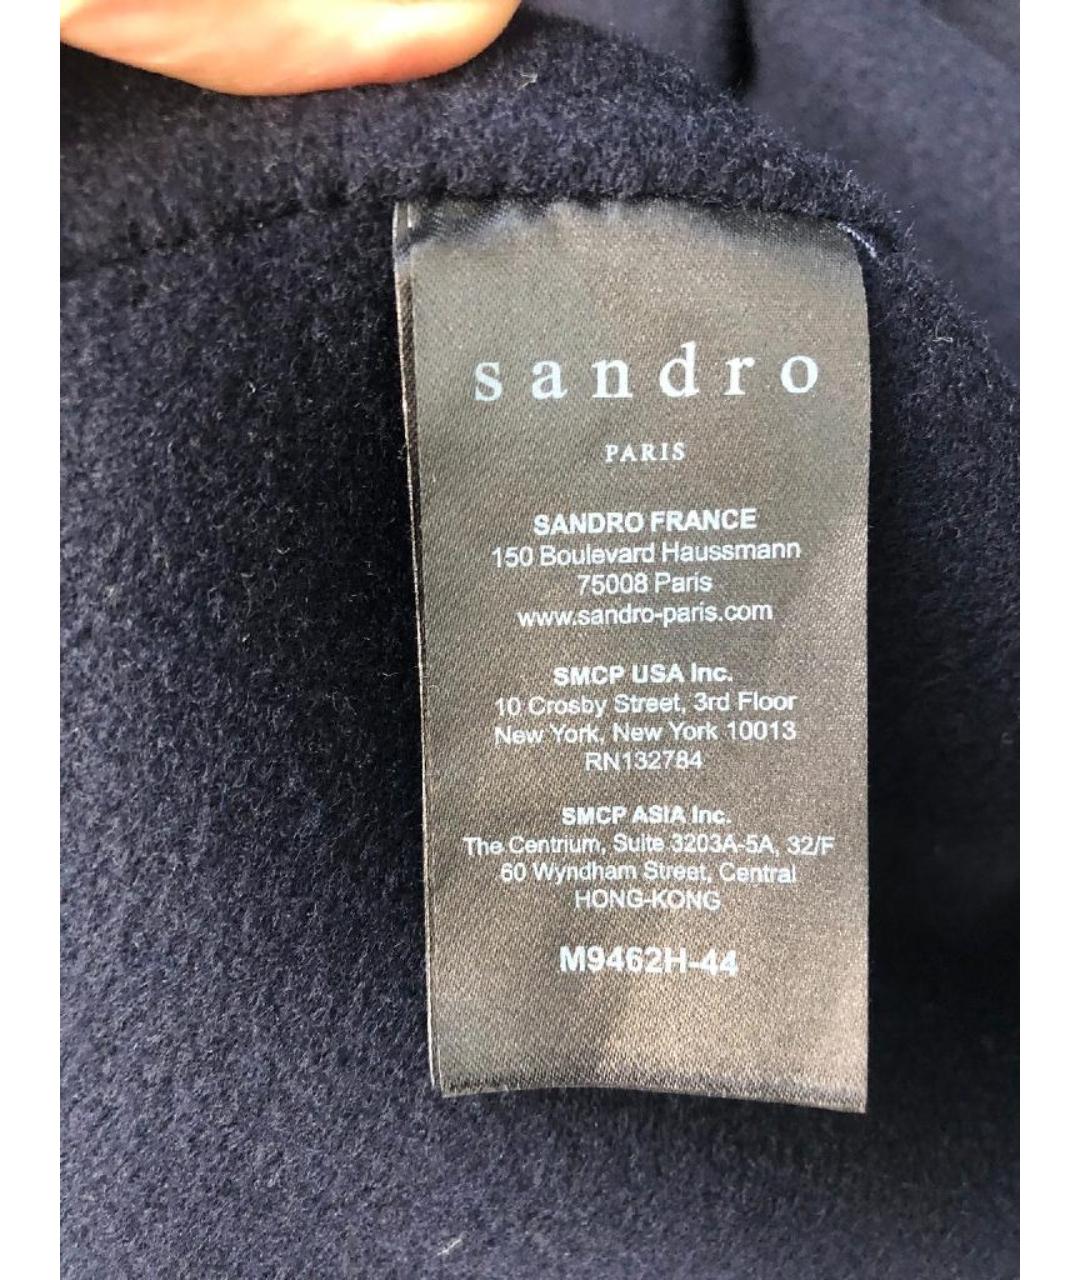 sandro
PARIS
SANDRO FRANCE
150 Boulevard Haussmann
75008 Paris
www.sandro-paris.com
SMCP USA Inc.
10 Crosby Street, 3rd Floor
New York, New York 10013
RN132784
SMCP ASIA Inc.
The Centrium, Suite 3203A-5A, 32/F
60 Wyndham Street, Central
HONG-KONG
M9462H-44